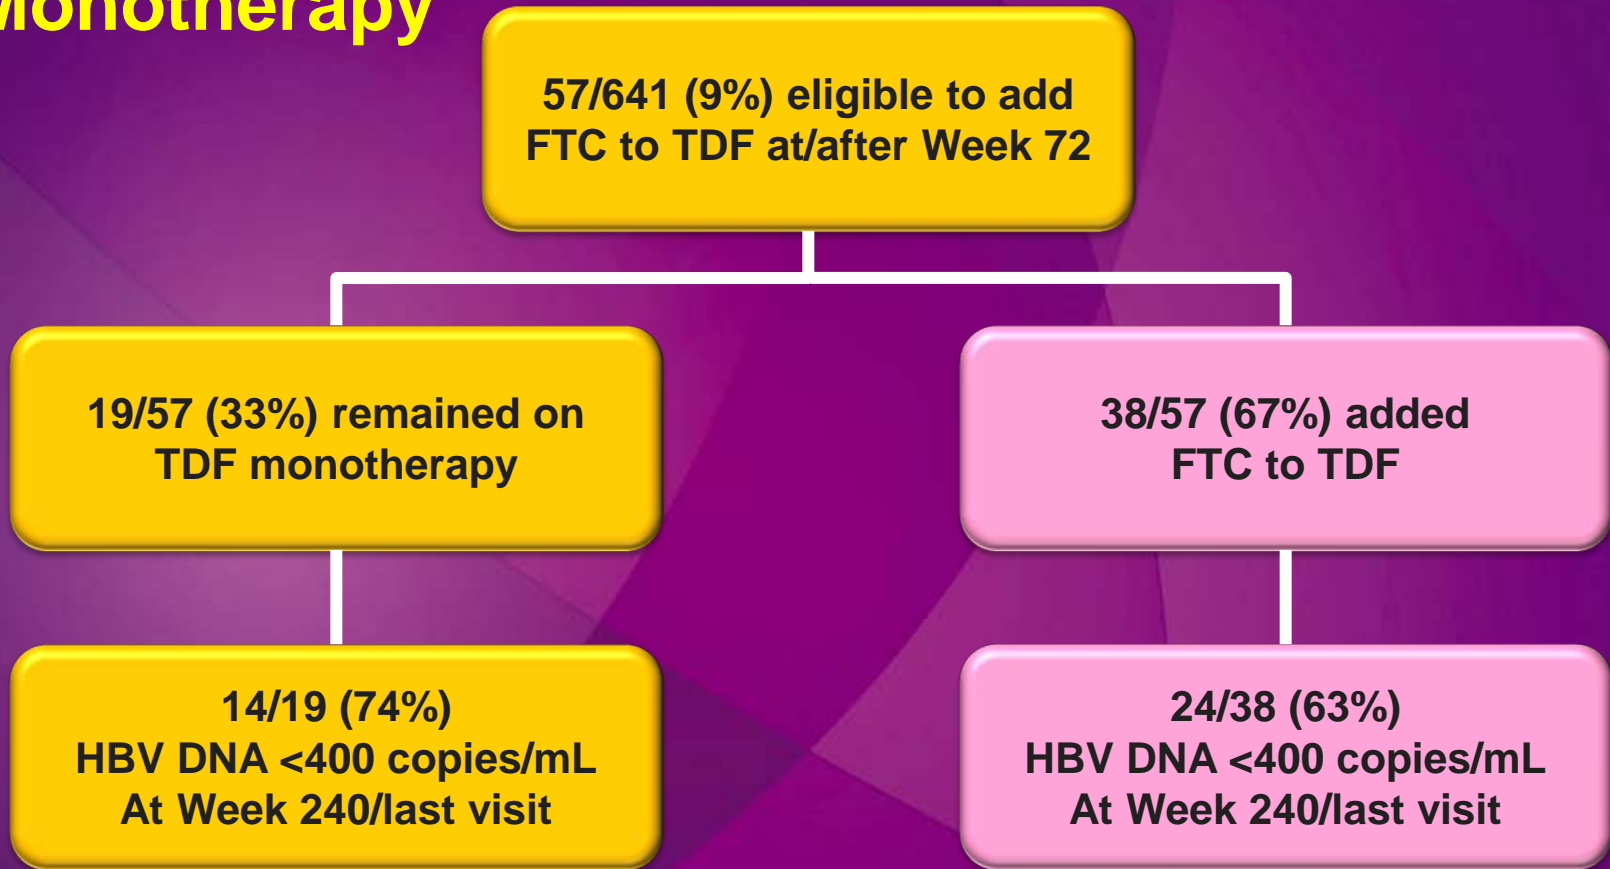 Monotherapy
57/641 (9%) eligible to add
FTC to TDF at/after Week 72
19/57 (33%) remained on
TDF monotherapy
38/57 (67%) added
FTC to TDF
14/19 (74%)
HBV DNA <400 copies/mL
At Week 240/last visit
24/38 (63%)
HBV DNA <400 copies/mL
At Week 240/last visit